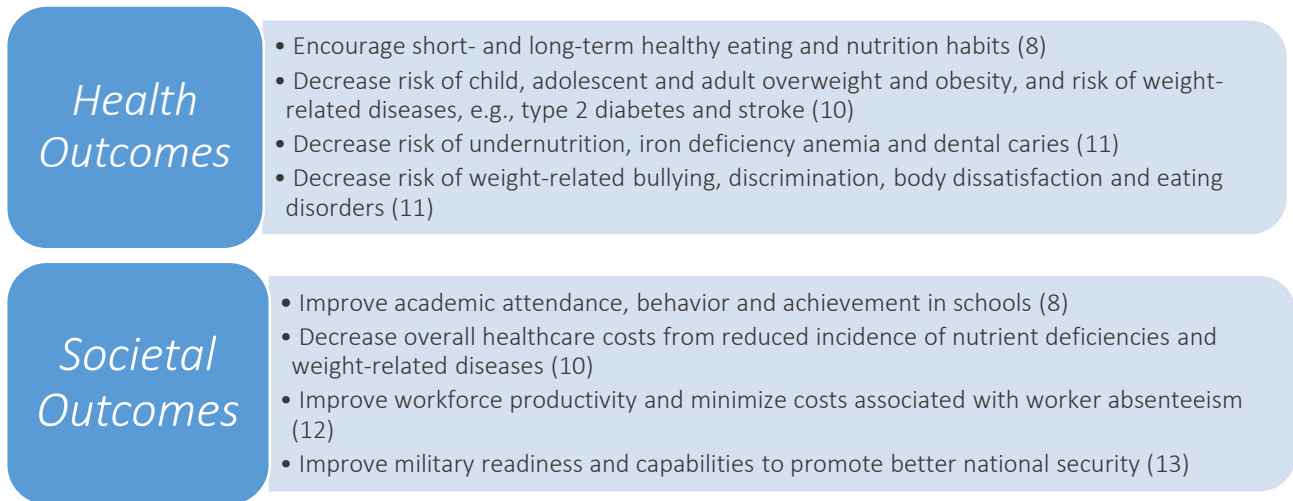 Health
Outcomes
• Encourage short- and long-term healthy eating and nutrition habits (8)
• Decrease risk of child, adolescent and adult overweight and obesity, and risk of weight-
related diseases, e.g., type 2 diabetes and stroke (10)
• Decrease risk of undernutrition, iron deficiency anemia and dental caries (11)
• Decrease risk of weight-related bullying, discrimination, body dissatisfaction and eating
disorders (11)
Societal
Outcomes
• Improve academic attendance, behavior and achievement in schools (8)
• Decrease overall healthcare costs from reduced incidence of nutrient deficiencies and
weight-related diseases (10)
• Improve workforce productivity and minimize costs associated with worker absenteeism
(12)
• Improve military readiness and capabilities to promote better national security (13)